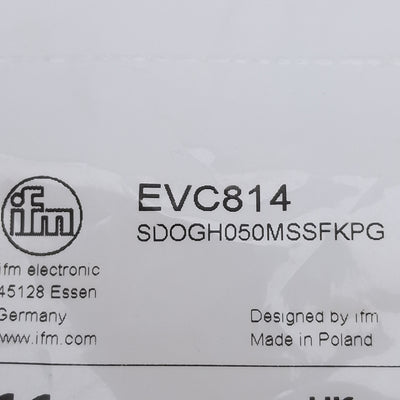 ifm
EVC814
SDOGH050MSSFKPG
ifm electronic
45128 Essen
Germany
www.ifm.com
Designed by ifm
Made in Poland